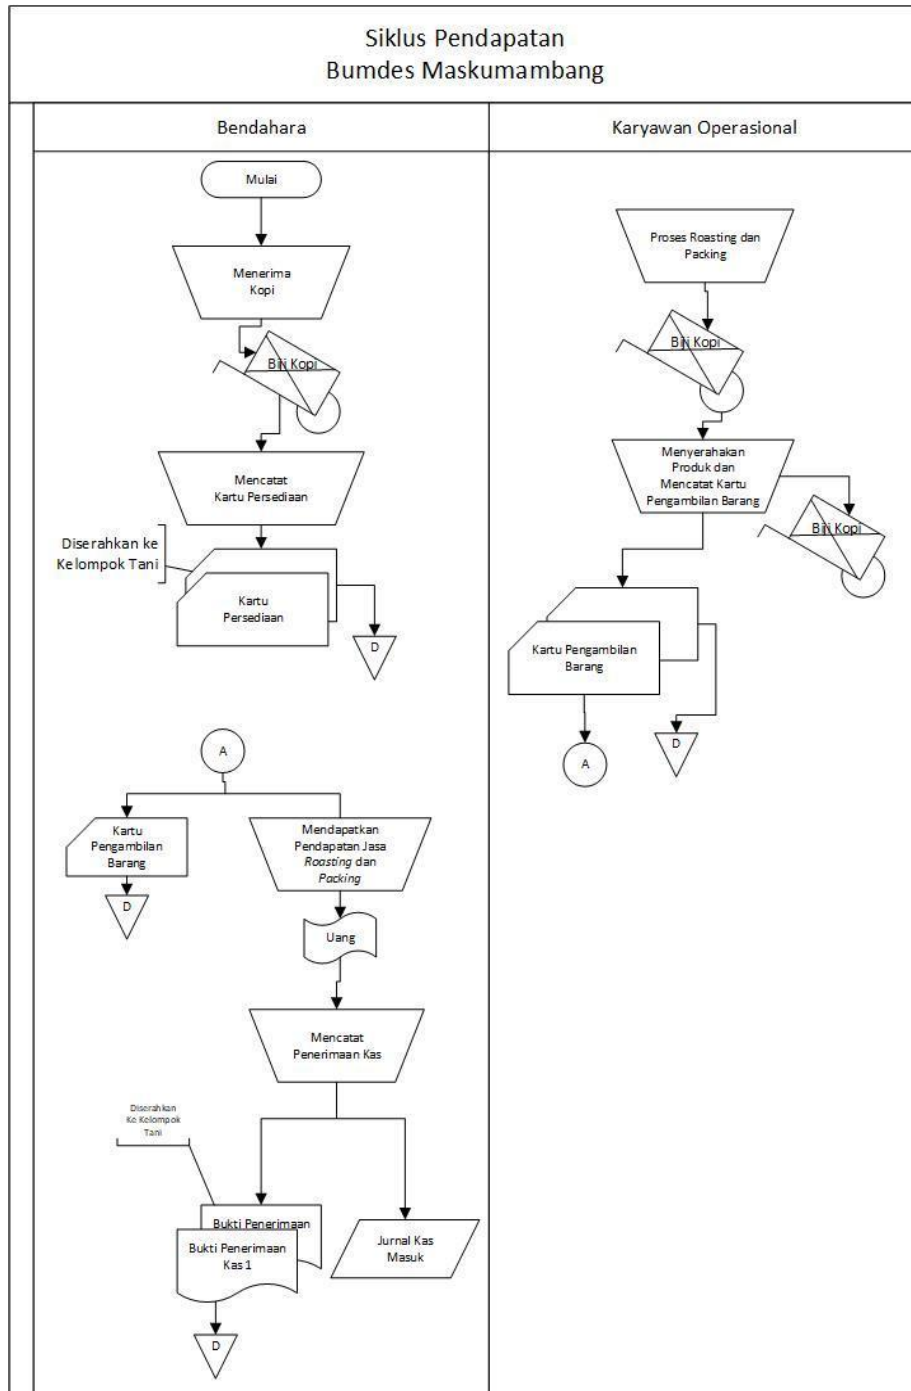 Siklus Pendapatan
Bumdes Maskumambang
Bendahara
Karyawan Operasional
Mulai
Menerima
Kopi
Biji Kopi
Mencatat
Kartu Persediaan
Diserahkan ke
Kelompok Tani
Kartu
Persediaan
D
A
Kartu
Pengambilan
Barang
D
Mendapatkan
Pendapatan Jasa
Roasting dan
Packing
Uang
Mencatat
Penerimaan Kas
Diserahkan
Ke Kelompok
Tani
Bukti Penerimaan
Bukti Penerimaan
Kas 1
D
Jurnal Kas
Masuk
Proses Roasting dan
Packing
Biji Kopi
Menyerahakan
Produk dan
Mencatat Kartu
Pengambilan Barang
Biji Kopi
Kartu Pengambilan
Barang
A
D